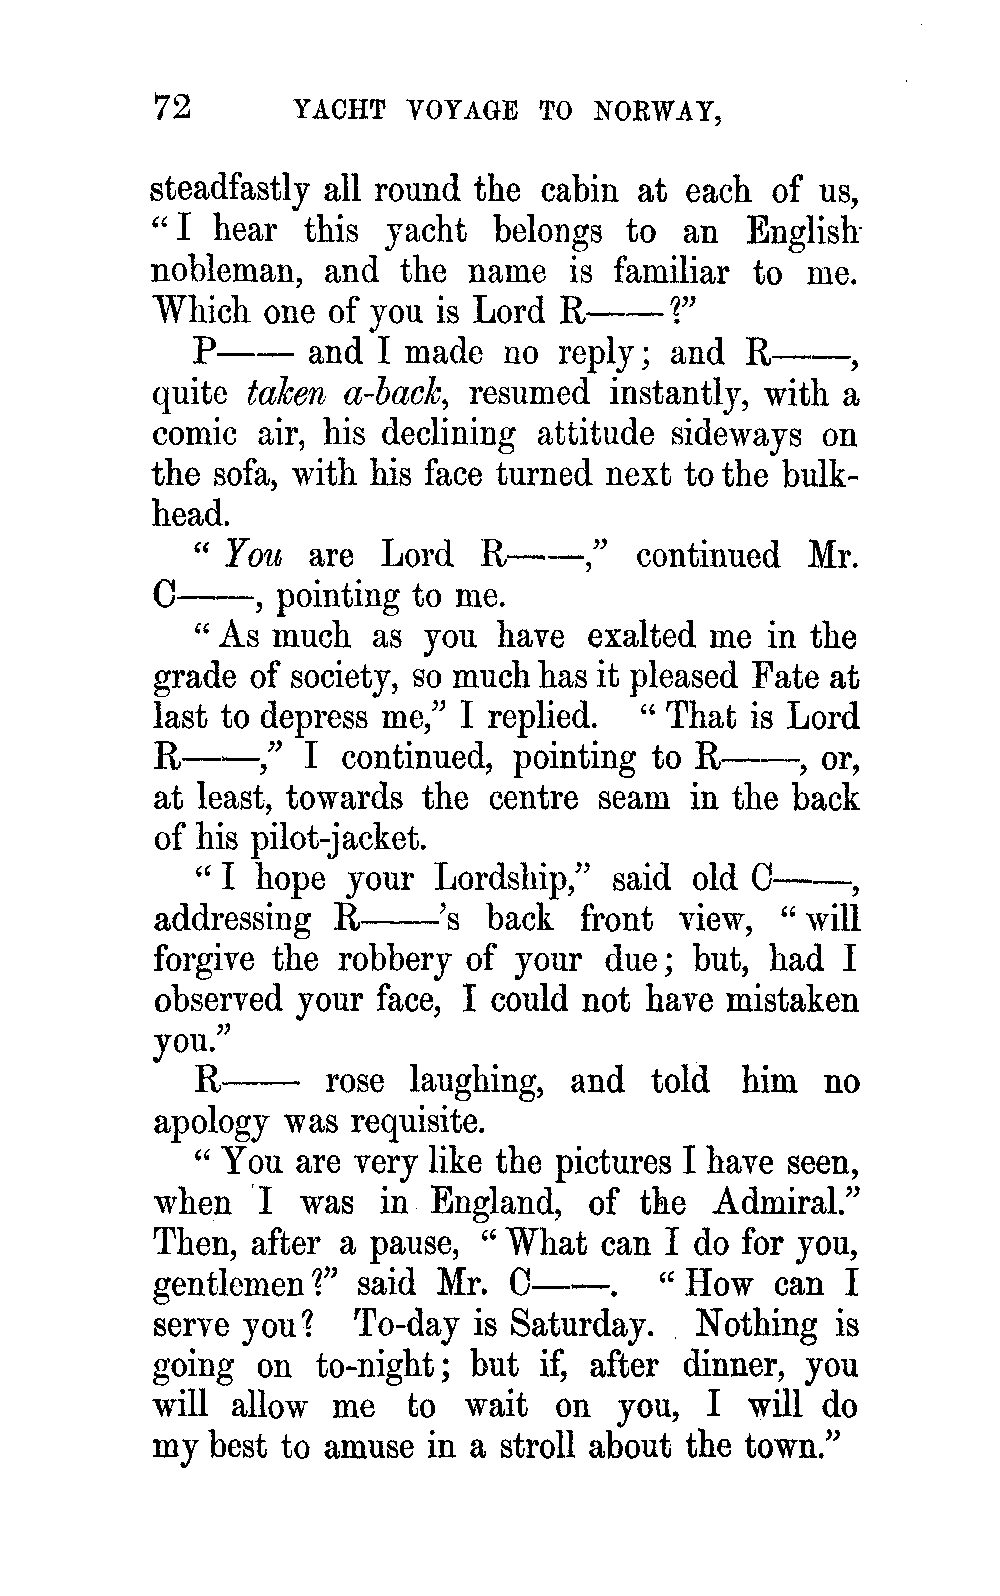 72 YACHT VOYAGE TO NORWAY,
steadfastly all round the cabin at each of us,
“I hear this yacht belongs to an English
nobleman, and the name is familiar to me.
Which one of you is Lord R——?”
P—— and I made no reply; and R——,
quite taken a-back, resumed instantly, with a
comic air, his declining attitude sideways on
the sofa, with his face turned next to the bulk-
head.
“You are Lord R——,” continued Mr.
C——, pointing to me.
“As much as you have exalted me in the
grade of society, so much has it pleased Fate at
last to depress me,” I replied. “That is Lord
R——,” I continued, pointing to R——, or,
at least, towards the centre seam in the back
of his pilot-jacket.
“I hope your Lordship,” said old C——,
addressing R——’s back front view, “will
forgive the robbery of your due; but, had I
observed your face, I could not have mistaken
you.”
R—— rose laughing, and told him no
apology was requisite.
“You are very like the pictures I have seen,
when I was in England, of the Admiral.”
Then, after a pause, “What can I do for you,
gentlemen?” said Mr. C——. “How can I
serve you? To-day is Saturday. Nothing is
going on to-night; but if, after dinner, you
will allow me to wait on you, I will do
my best to amuse in a stroll about the town.”